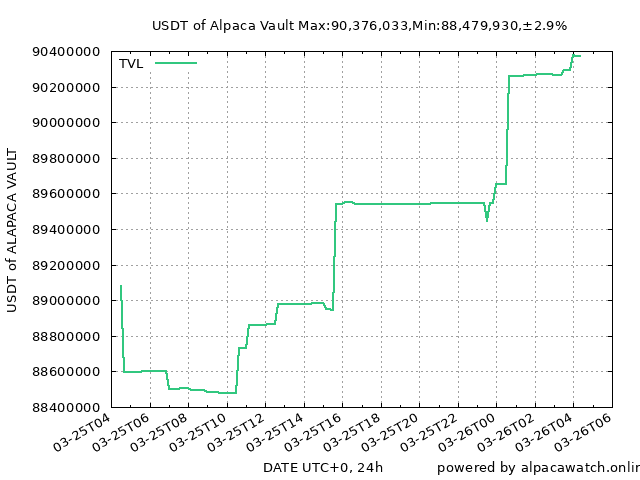 USDT of Alpaca Vault Max:90,376,033,Min:88,479,930,±2.9%
90400000
TVL
90200000
90000000
89800000
89600000
89400000
89200000
89000000
88800000
88600000
88400000
USDT of ALAPACA VAULT
03-25T04
03-25T06
03-25T08
03-25T10
03-25T12
03-25T14
03-25T16
03-25T18
03-25T20
03-25T22
03-26T00
03-26T02
03-26T04
03-26T06
DATE UTC+0, 24h
powered by alpacawatch.onlin